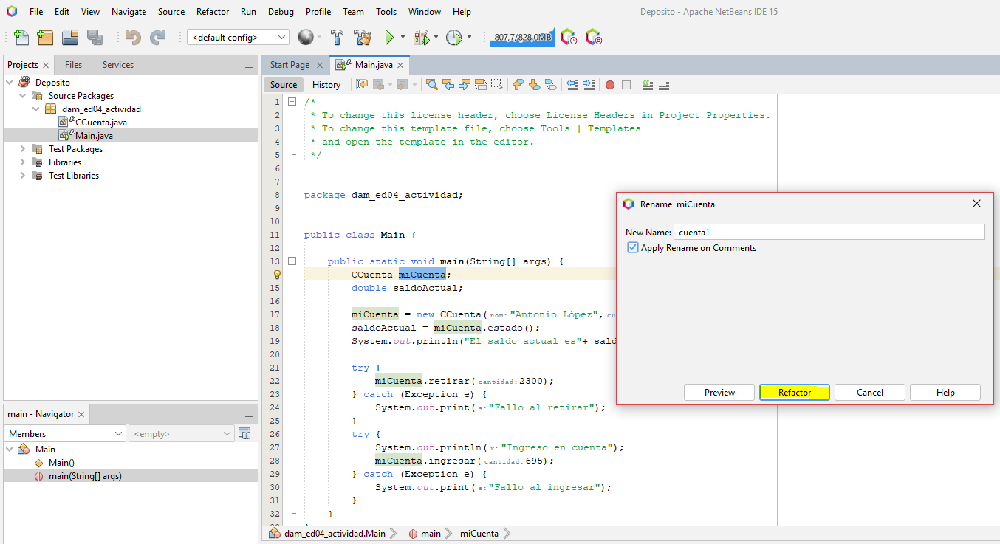 File Edit View Navigate Source Refactor Run Debug Profile Team Tools Window Help
Deposito - Apache NetBeans IDE 15
<default config>
807,7/828,0MB
Projects Files Services
Deposito
Source Packages
dam_ed04_actividad
CCuenta.java
Main.java
Test Packages
Libraries
Test Libraries
main - Navigator
Members <empty>
Main
Main()
main(String[] args)
Start Page Main.java
Source History
1 /*
2 * To change this license header, choose License Headers in Project Properties.
3 * To change this template file, choose Tools | Templates
4 * and open the template in the editor.
5 */
6
7
8 package dam_ed04_actividad;
9
10
11 public class Main {
12
13 public static void main(String[] args) {
CCuenta miCuenta;
15 double saldoActual;
16
17 miCuenta = new CCuenta( nom: "Antonio López", cu
18 saldoActual = miCuenta.estado();
19 System.out.println("El saldo actual es"+ sald
20
21 try {
22 miCuenta.retirar( cantidad: 2300);
23 } catch (Exception e) {
24 System.out.print( s: "Fallo al retirar");
25 }
26 try {
27 System.out.println( x: "Ingreso en cuenta");
28 miCuenta.ingresar( cantidad: 695);
29 } catch (Exception e) {
30 System.out.print( s: "Fallo al ingresar");
31 }
32 }
dam_ed04_actividad.Main main miCuenta
Rename miCuenta
New Name: cuenta1
Apply Rename on Comments
Preview Refactor Cancel Help